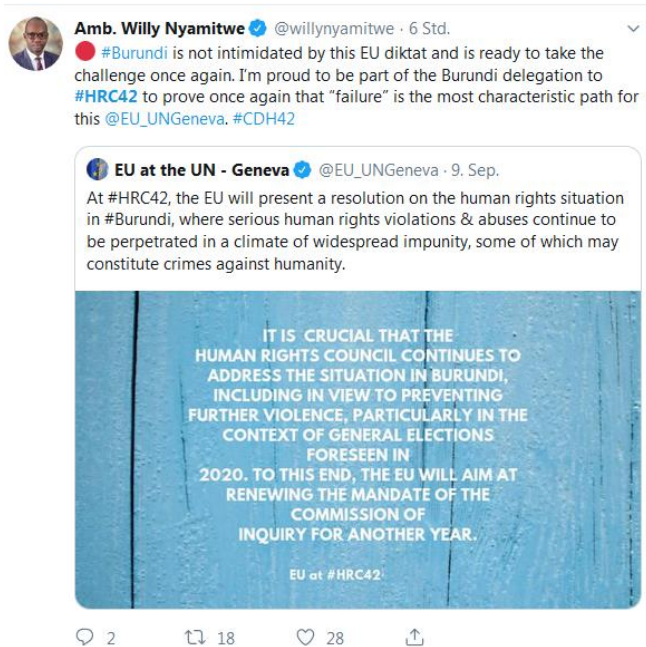 Amb. Willy Nyamitwe @willynyamitwe · 6 Std.
🔴 #Burundi is not intimidated by this EU diktat and is ready to take the
challenge once again. I'm proud to be part of the Burundi delegation to
#HRC42 to prove once again that “failure” is the most characteristic path for
this @EU_UNGeneva. #CDH42
EU at the UN - Geneva @EU_UNGeneva · 9. Sep.
At #HRC42, the EU will present a resolution on the human rights situation
in #Burundi, where serious human rights violations & abuses continue to
be perpetrated in a climate of widespread impunity, some of which may
constitute crimes against humanity.
IT IS CRUCIAL THAT THE
HUMAN RIGHTS COUNCIL CONTINUES TO
ADDRESS THE SITUATION IN BURUNDI,
INCLUDING IN VIEW TO PREVENTING
FURTHER VIOLENCE, PARTICULARLY IN THE
CONTEXT OF GENERAL ELECTIONS
FORESEEN IN
2020. TO THIS END, THE EU WILL AIM AT
RENEWING THE MANDATE OF THE
COMMISSION OF
INQUIRY FOR ANOTHER YEAR.
EU at #HRC42
2 18 28